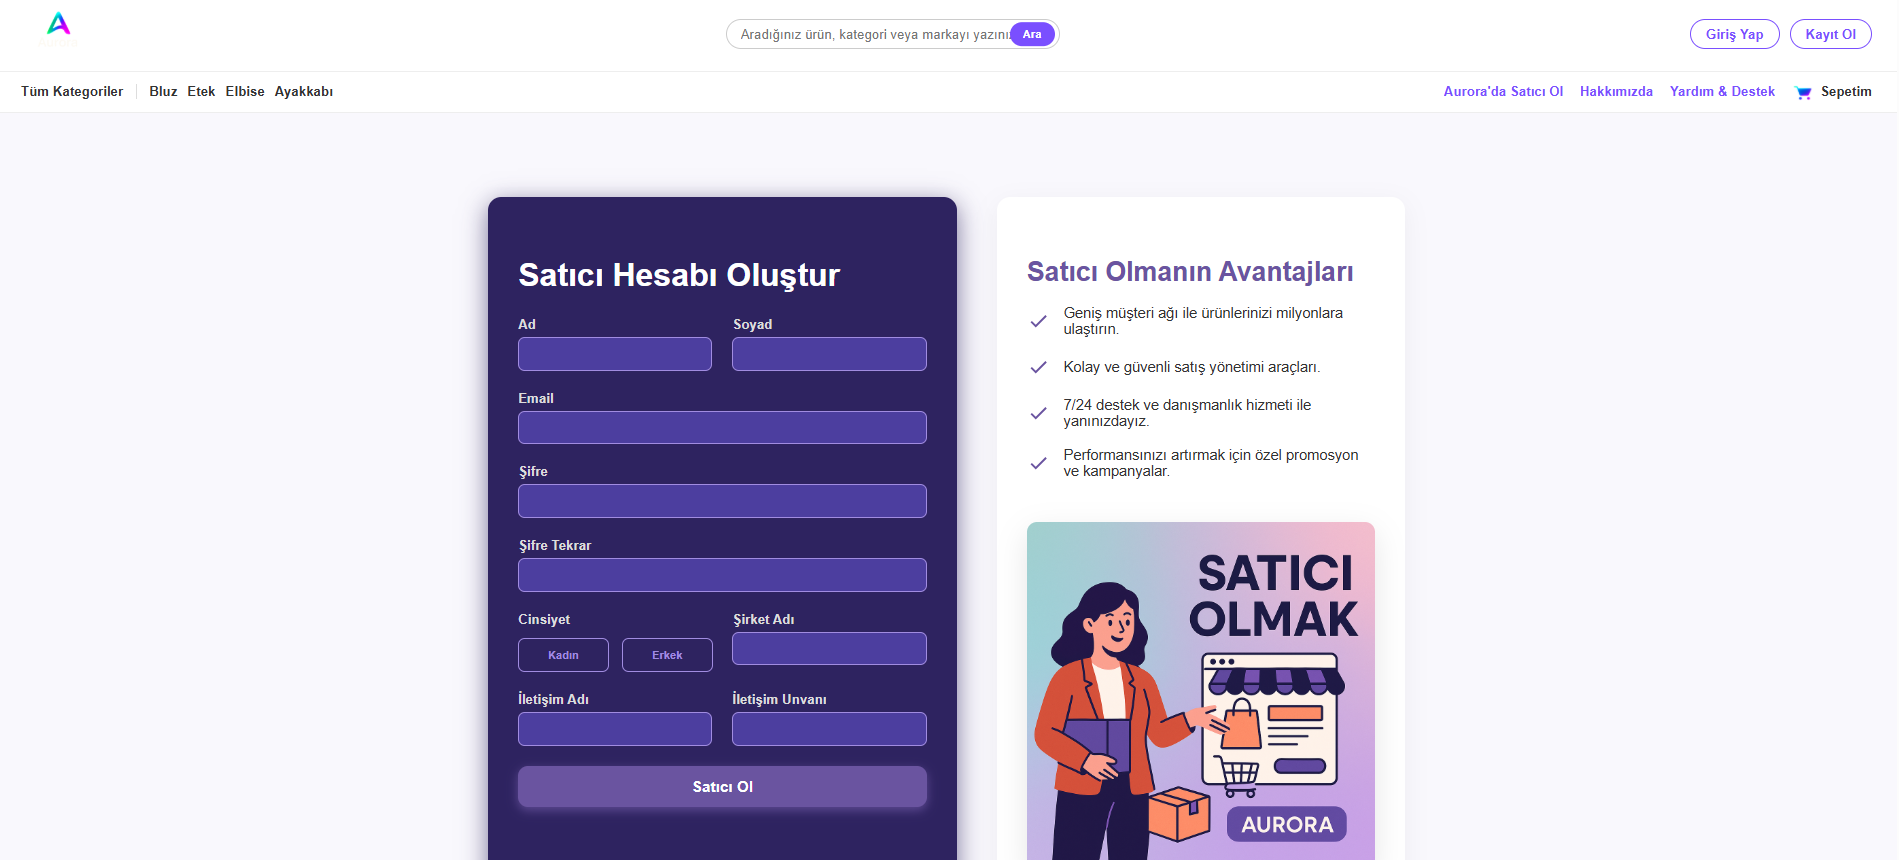 Aradığınız ürün, kategori veya markayı yazını
Ara
Giriş Yap
Kayıt Ol
Tüm Kategoriler
Bluz
Etek
Elbise
Ayakkabı
Aurora'da Satıcı Ol
Hakkımızda
Yardım & Destek
Sepetim
Satıcı Hesabı Oluştur
Ad
Soyad
Email
Şifre
Şifre Tekrar
Cinsiyet
Şirket Adı
Kadın
Erkek
İletişim Adı
İletişim Unvanı
Satıcı Ol
Satıcı Olmanın Avantajları
Geniş müşteri ağı ile ürünlerinizi milyonlara
ulaştırın.
Kolay ve güvenli satış yönetimi araçları.
7/24 destek ve danışmanlık hizmeti ile
yanınızdayız.
Performansınızı artırmak için özel promosyon
ve kampanyalar.
SATICI
OLMAK
AURORA